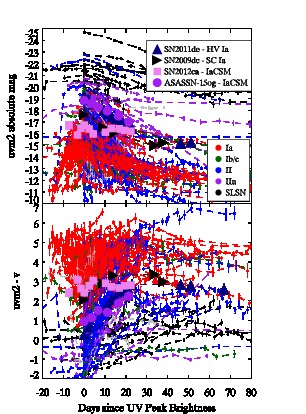 -25
-24
-23
-22
-21
-20
-19
-18
-17
-16
-15
-14
-13
-12
-11
-10
uvm2 absolute mag
SN2011de - HV Ia
SN2009dc - SC Ia
SN2012ca - IaCSM
ASASSN-15og - IaCSM
Ia
Ib/c
II
IIn
SLSN
7
6
5
4
3
2
1
0
-1
-2
uvm2 - v
-20 -10 0 10 20 30 40 50 60 70 80
Days since UV Peak Brightness